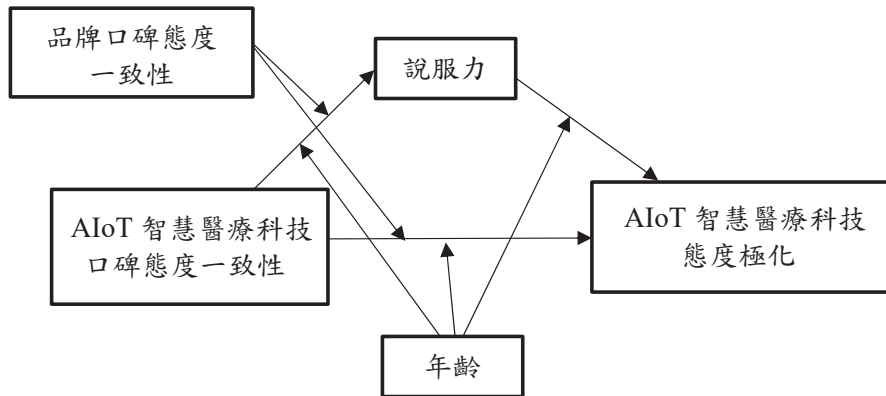 品牌口碑態度
一致性
說服力
AIoT 智慧醫療科技
口碑態度一致性
AIoT 智慧醫療科技
態度極化
年齡